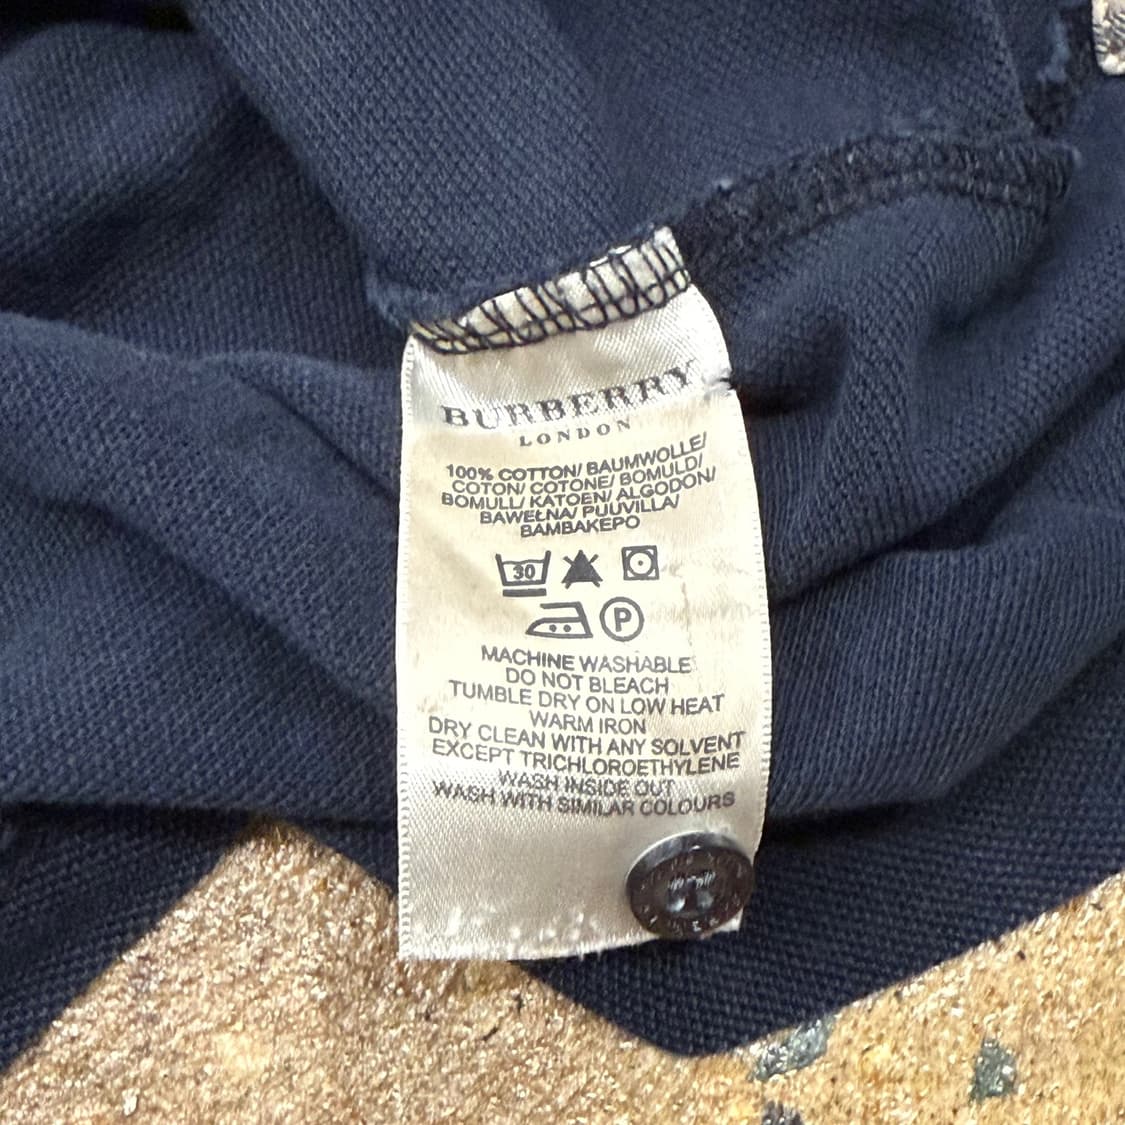 BURBERRY
LONDON
100% COTTON/ BAUMWOLLE/
COTON/ COTONE/ BOMULD/
BOMULL/ KATOEN/ ALGODON/
BAWEŁNA/ PUUVILLA/
BAMBAKEPO
30
P
MACHINE WASHABLE
DO NOT BLEACH
TUMBLE DRY ON LOW HEAT
WARM IRON
DRY CLEAN WITH ANY SOLVENT
EXCEPT TRICHLOROETHYLENE
WASH INSIDE OUT
WASH WITH SIMILAR COLOURS